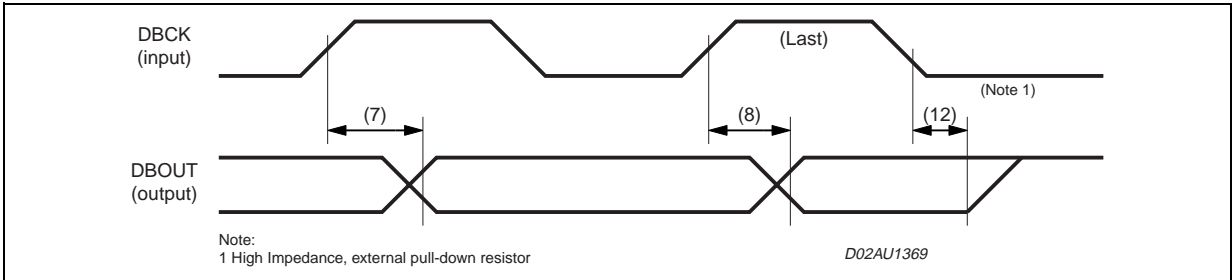 DBCK
(input)
(Last)
(Note 1)
(7)
(8)
(12)
DBOUT
(output)
Note:
1 High Impedance, external pull-down resistor
D02AU1369